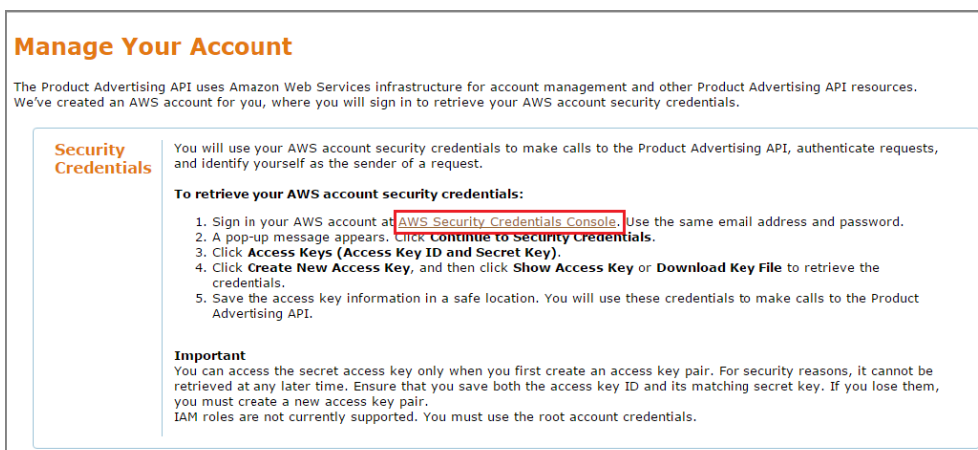 Manage Your Account
The Product Advertising API uses Amazon Web Services infrastructure for account management and other Product Advertising API resources.
We've created an AWS account for you, where you will sign in to retrieve your AWS account security credentials.
Security
Credentials
You will use your AWS account security credentials to make calls to the Product Advertising API, authenticate requests,
and identify yourself as the sender of a request.
To retrieve your AWS account security credentials:
1. Sign in your AWS account at AWS Security Credentials Console. Use the same email address and password.
2. A pop-up message appears. Click Continue to Security Credentials.
3. Click Access Keys (Access Key ID and Secret Key).
4. Click Create New Access Key, and then click Show Access Key or Download Key File to retrieve the
credentials.
5. Save the access key information in a safe location. You will use these credentials to make calls to the Product
Advertising API.
Important
You can access the secret access key only when you first create an access key pair. For security reasons, it cannot be
retrieved at any later time. Ensure that you save both the access key ID and its matching secret key. If you lose them,
you must create a new access key pair.
IAM roles are not currently supported. You must use the root account credentials.